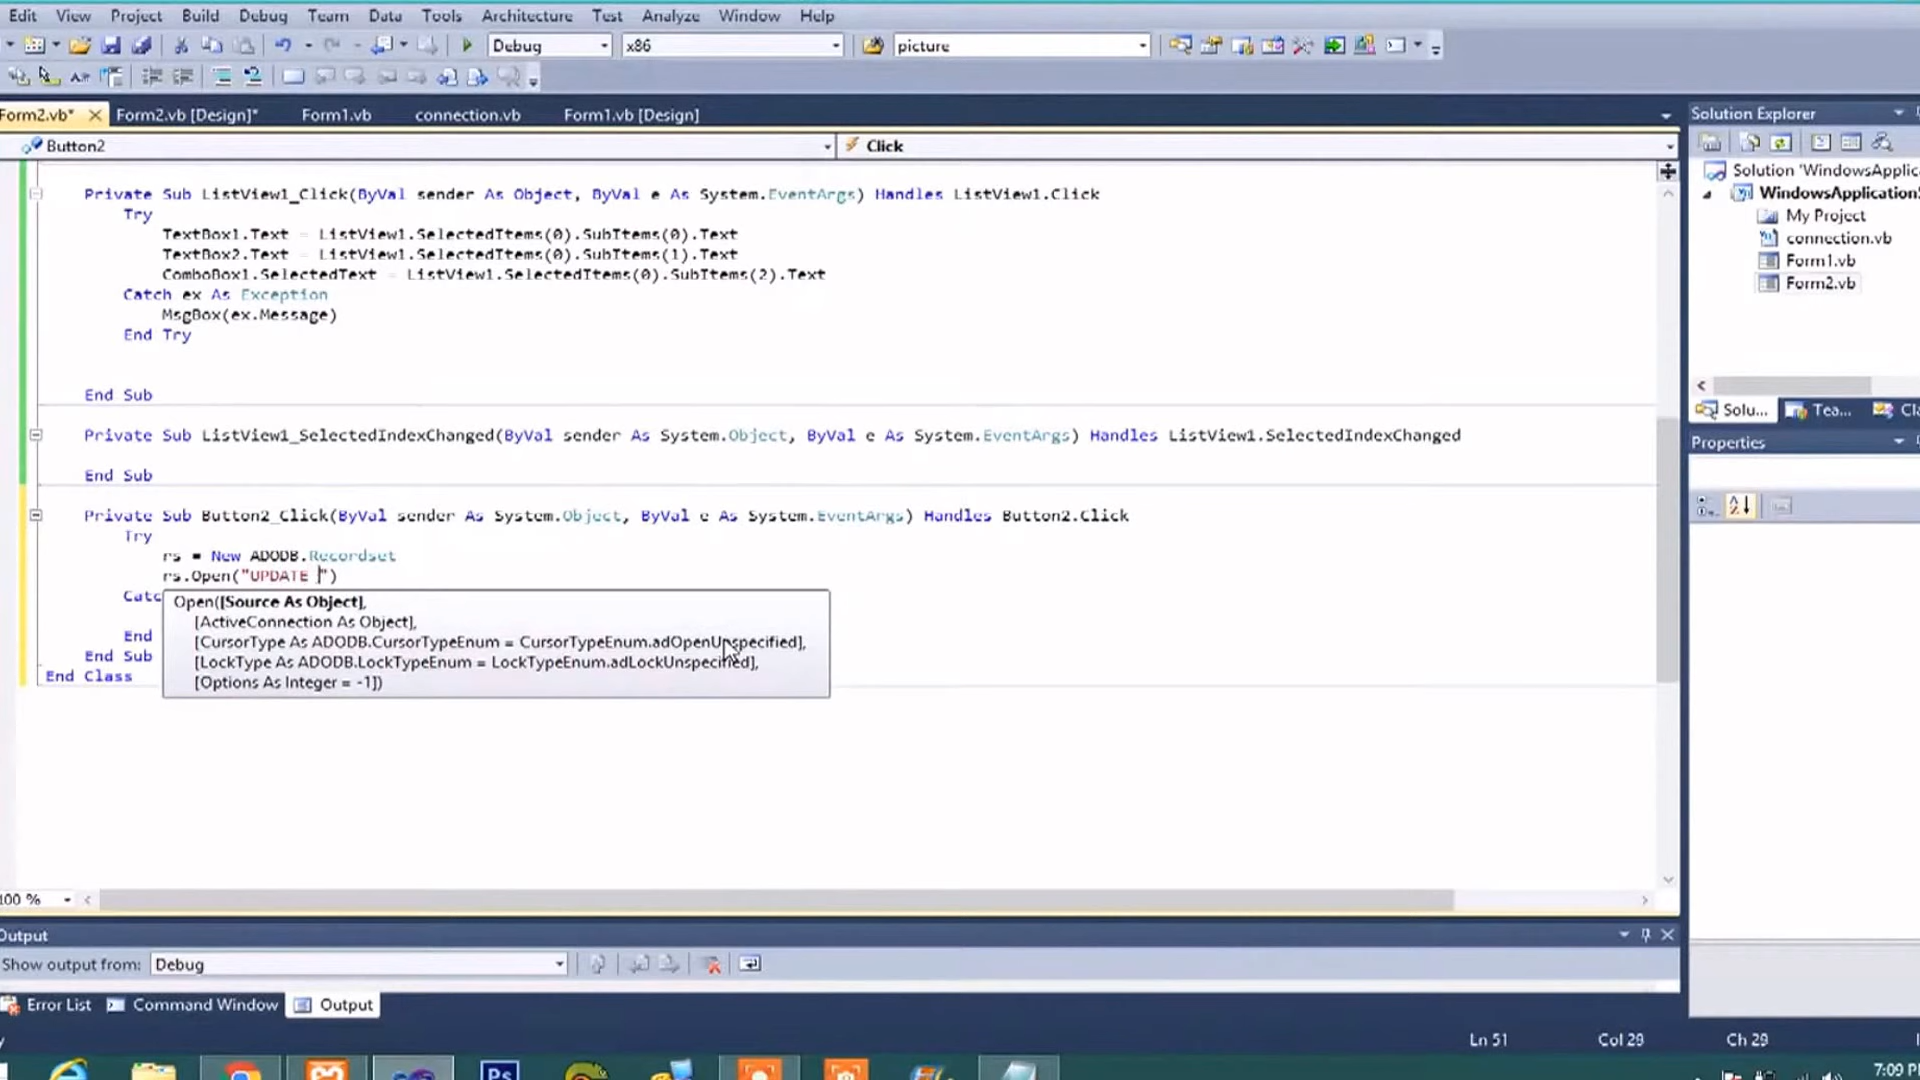 Edit View Project Build Debug Team Data Tools Architecture Test Analyze Window Help
Debug x86 picture
Form2.vb* Form2.vb [Design]* Form1.vb connection.vb Form1.vb [Design]
Button2 Click
Private Sub ListView1_Click(ByVal sender As Object, ByVal e As System.EventArgs) Handles ListView1.Click
Try
TextBox1.Text = ListView1.SelectedItems(0).SubItems(0).Text
TextBox2.Text = ListView1.SelectedItems(0).SubItems(1).Text
ComboBox1.SelectedText = ListView1.SelectedItems(0).SubItems(2).Text
Catch ex As Exception
MsgBox(ex.Message)
End Try
End Sub
Private Sub ListView1_SelectedIndexChanged(ByVal sender As System.Object, ByVal e As System.EventArgs) Handles ListView1.SelectedIndexChanged
End Sub
Private Sub Button2_Click(ByVal sender As System.Object, ByVal e As System.EventArgs) Handles Button2.Click
Try
rs = New ADODB.Recordset
rs.Open("UPDATE ")
Catc
End
End Sub
End Class
Open([Source As Object],
[ActiveConnection As Object],
[CursorType As ADODB.CursorTypeEnum = CursorTypeEnum.adOpenUnspecified],
[LockType As ADODB.LockTypeEnum = LockTypeEnum.adLockUnspecified],
[Options As Integer = -1])
100 %
Output
Show output from: Debug
Error List Command Window Output
Ln 51 Col 29 Ch 29
Solution Explorer
Solution 'WindowsApplic
WindowsApplication
My Project
connection.vb
Form1.vb
Form2.vb
Solu... Tea... Cla
Properties
Ps
7:09 P